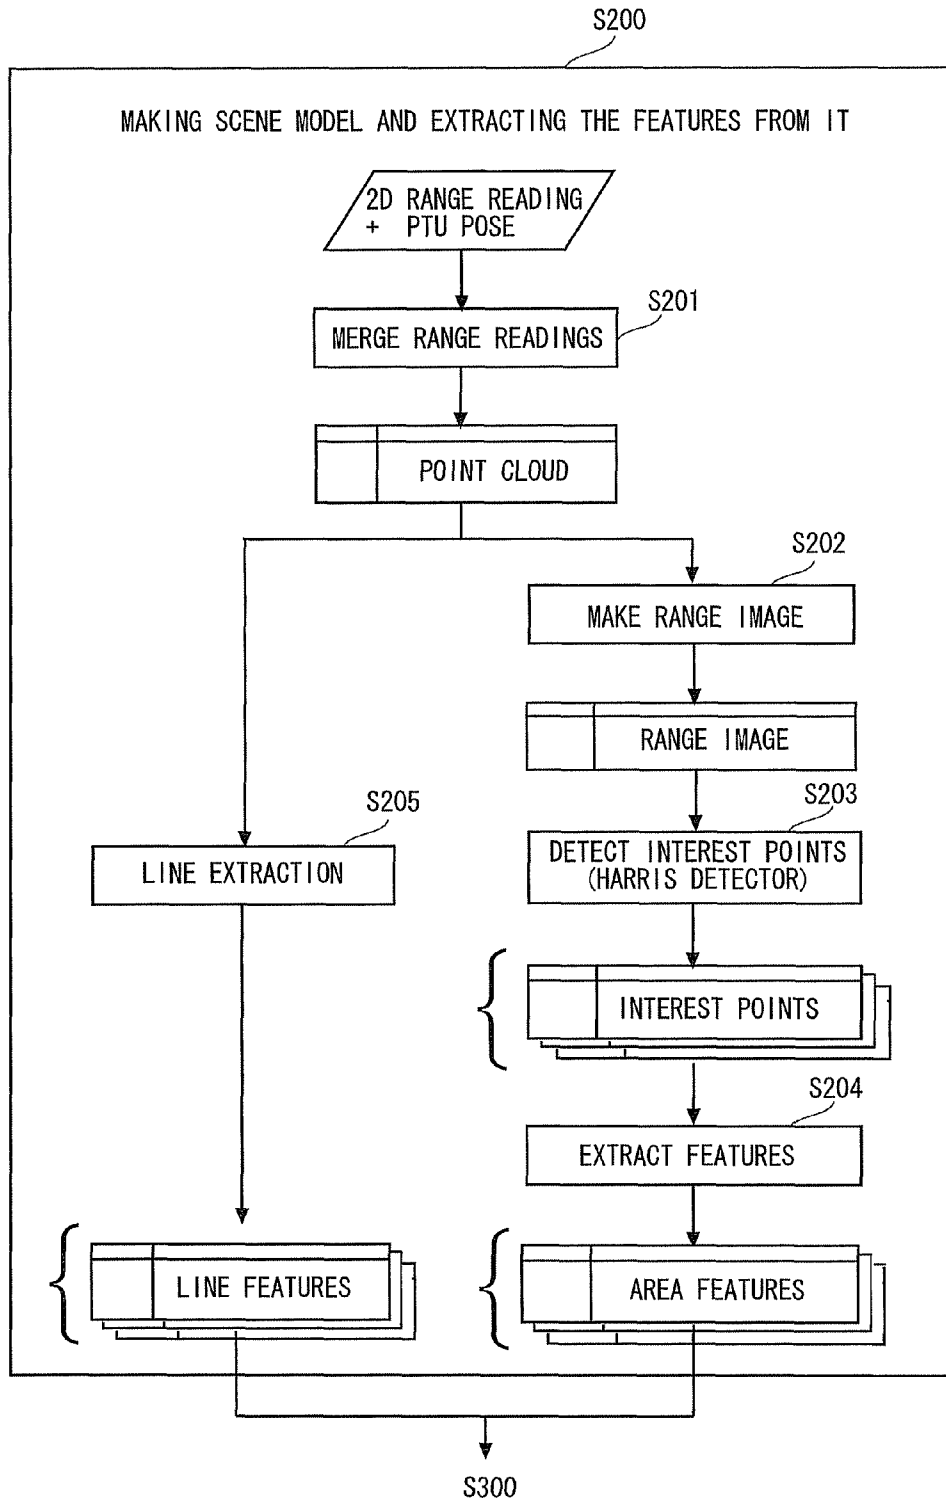 S200
MAKING SCENE MODEL AND EXTRACTING THE FEATURES FROM IT
2D RANGE READING
+ PTU POSE
S201
MERGE RANGE READINGS
POINT CLOUD
S202
MAKE RANGE IMAGE
RANGE IMAGE
S203
DETECT INTEREST POINTS
(HARRIS DETECTOR)
S205
LINE EXTRACTION
INTEREST POINTS
S204
EXTRACT FEATURES
LINE FEATURES
AREA FEATURES
S300